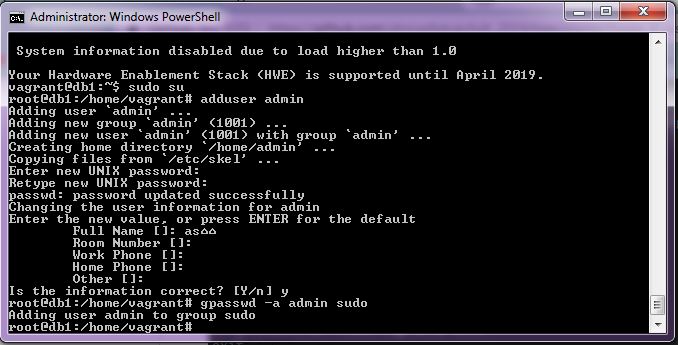 Administrator: Windows PowerShell
System information disabled due to load higher than 1.0
Your Hardware Enablement Stack (HWE) is supported until April 2019.
vagrant@db1:~$ sudo su
root@db1:/home/vagrant# adduser admin
Adding user `admin' ...
Adding new group `admin' (1001) ...
Adding new user `admin' (1001) with group `admin' ...
Creating home directory `/home/admin' ...
Copying files from `/etc/skel' ...
Enter new UNIX password:
Retype new UNIX password:
passwd: password updated successfully
Changing the user information for admin
Enter the new value, or press ENTER for the default
Full Name []: as⌂⌂
Room Number []:
Work Phone []:
Home Phone []:
Other []:
Is the information correct? [Y/n] y
root@db1:/home/vagrant# gpasswd -a admin sudo
Adding user admin to group sudo
root@db1:/home/vagrant#